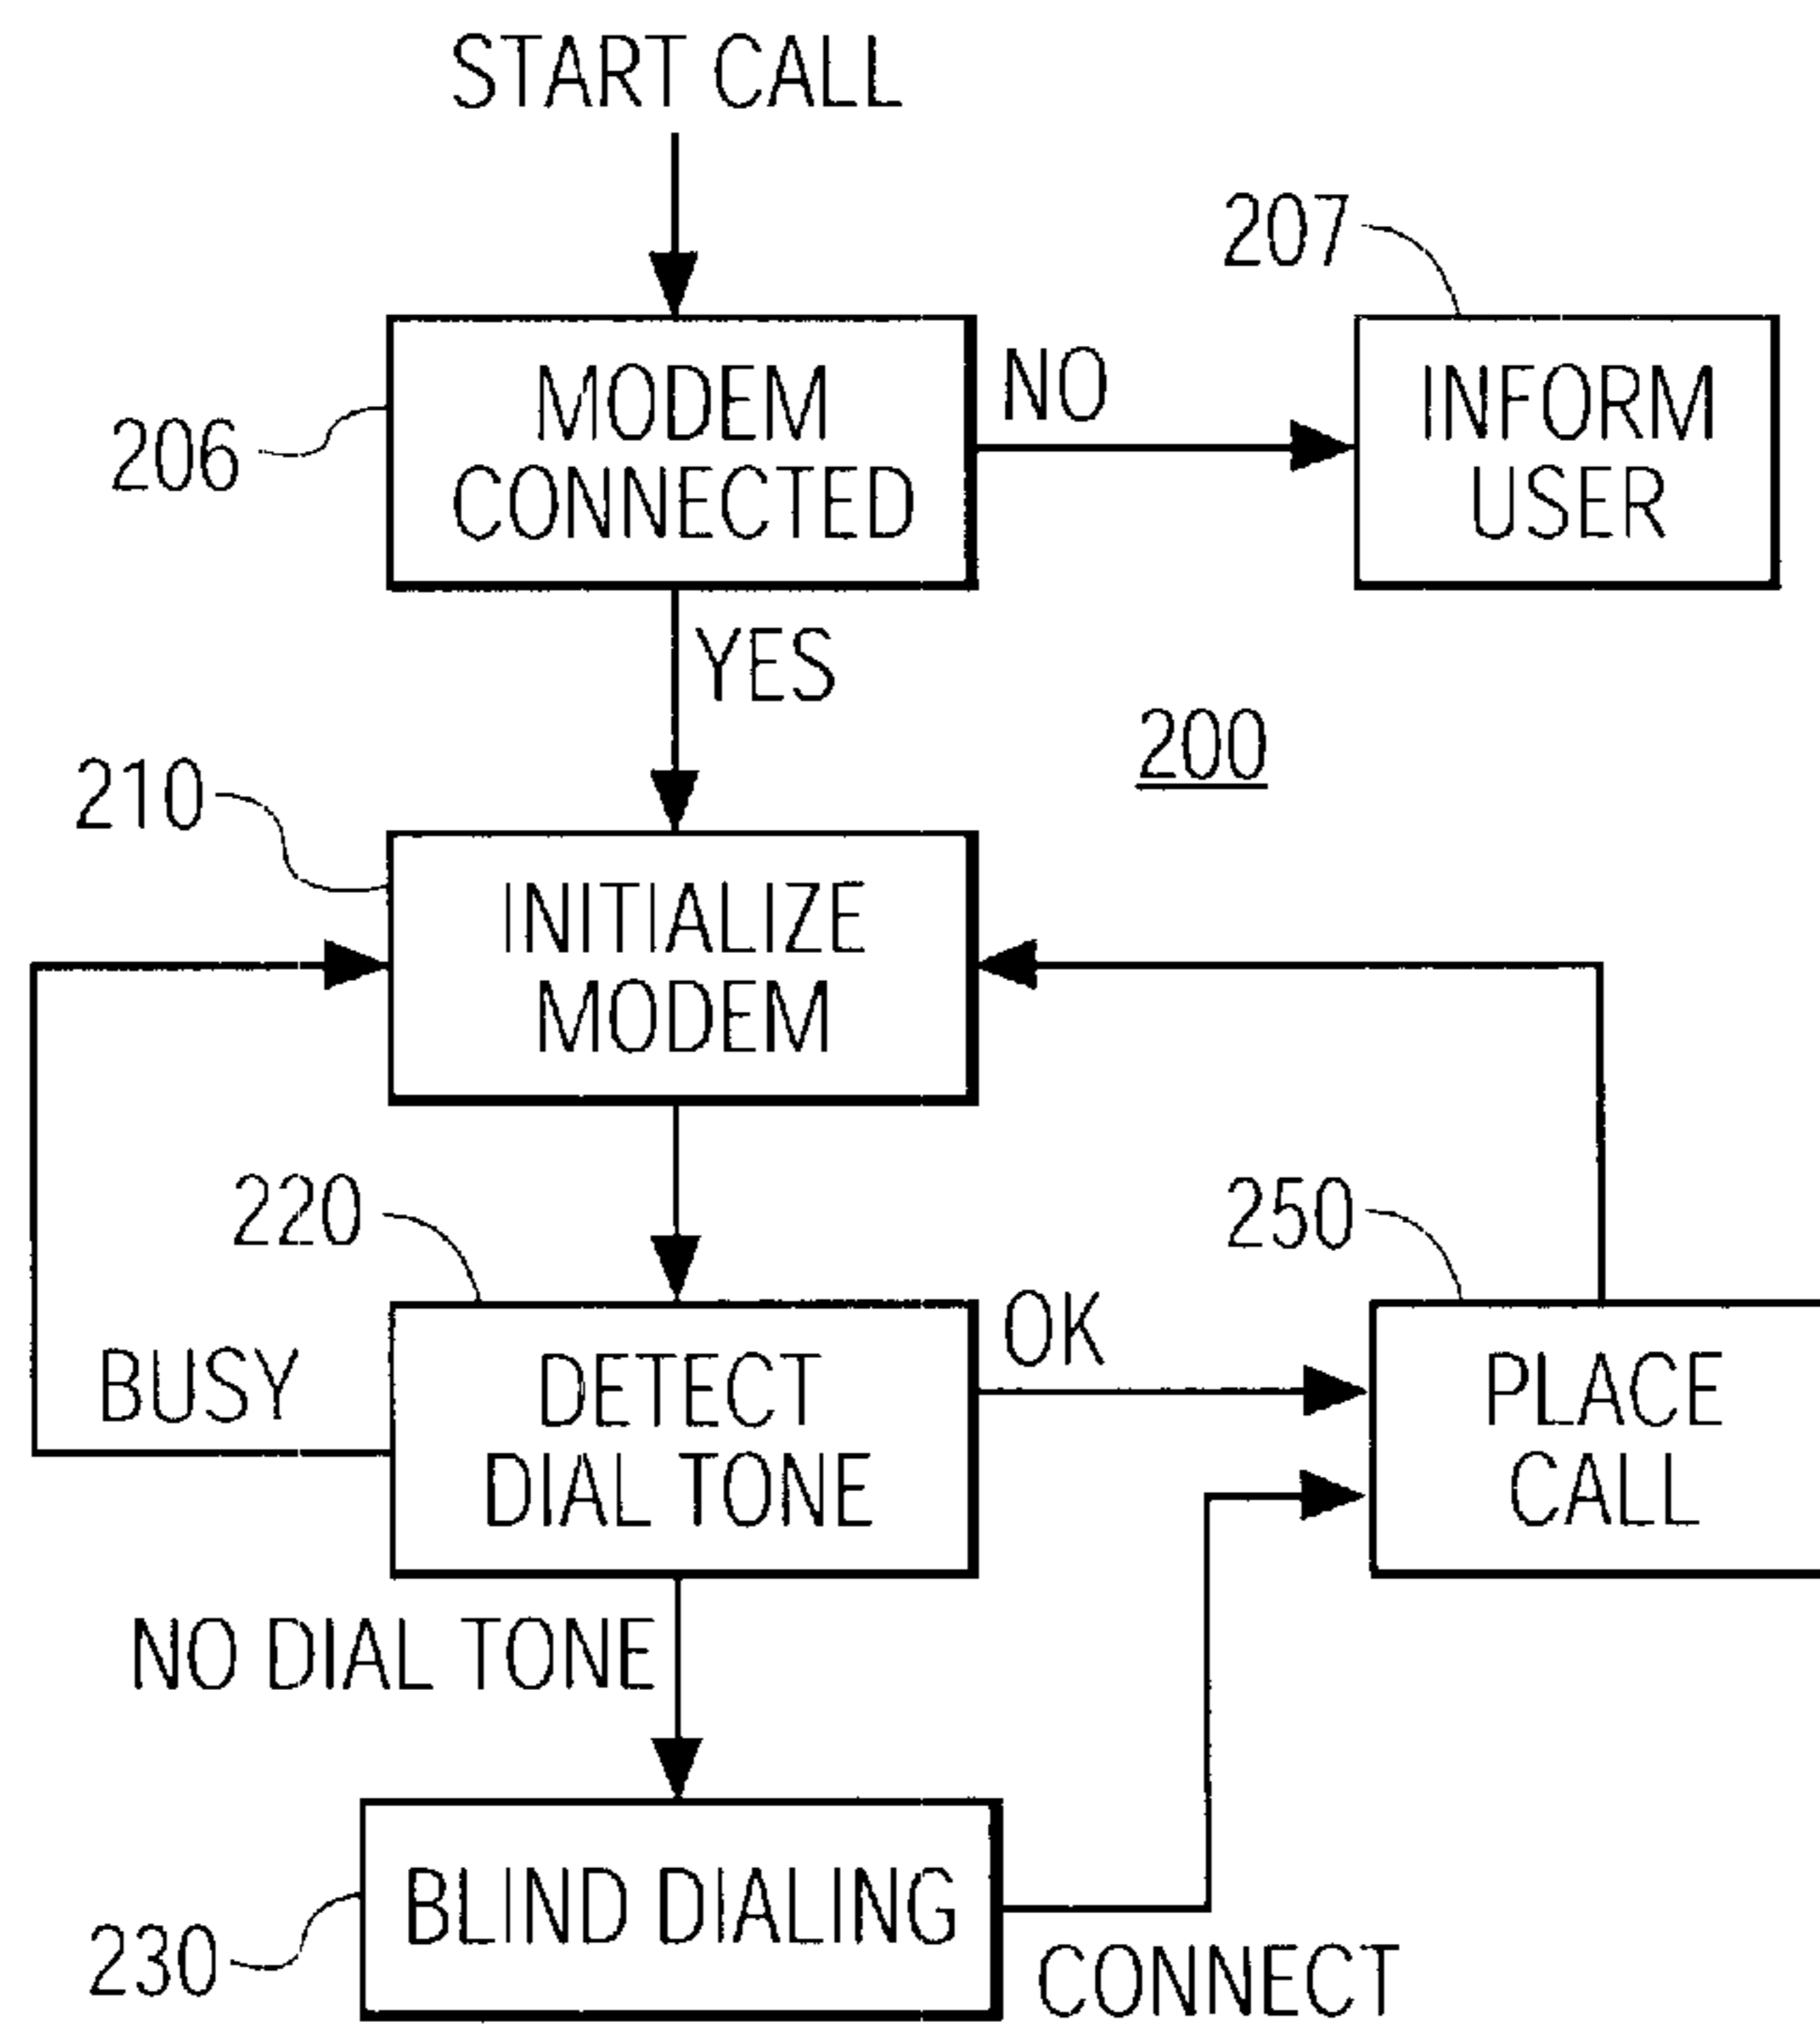 START CALL
207
MODEM
CONNECTED
NO
INFORM
USER
206
YES
200
210
INITIALIZE
MODEM
220
250
OK
BUSY
DETECT
DIAL TONE
PLACE
CALL
NO DIAL TONE
BLIND DIALING
230
CONNECT